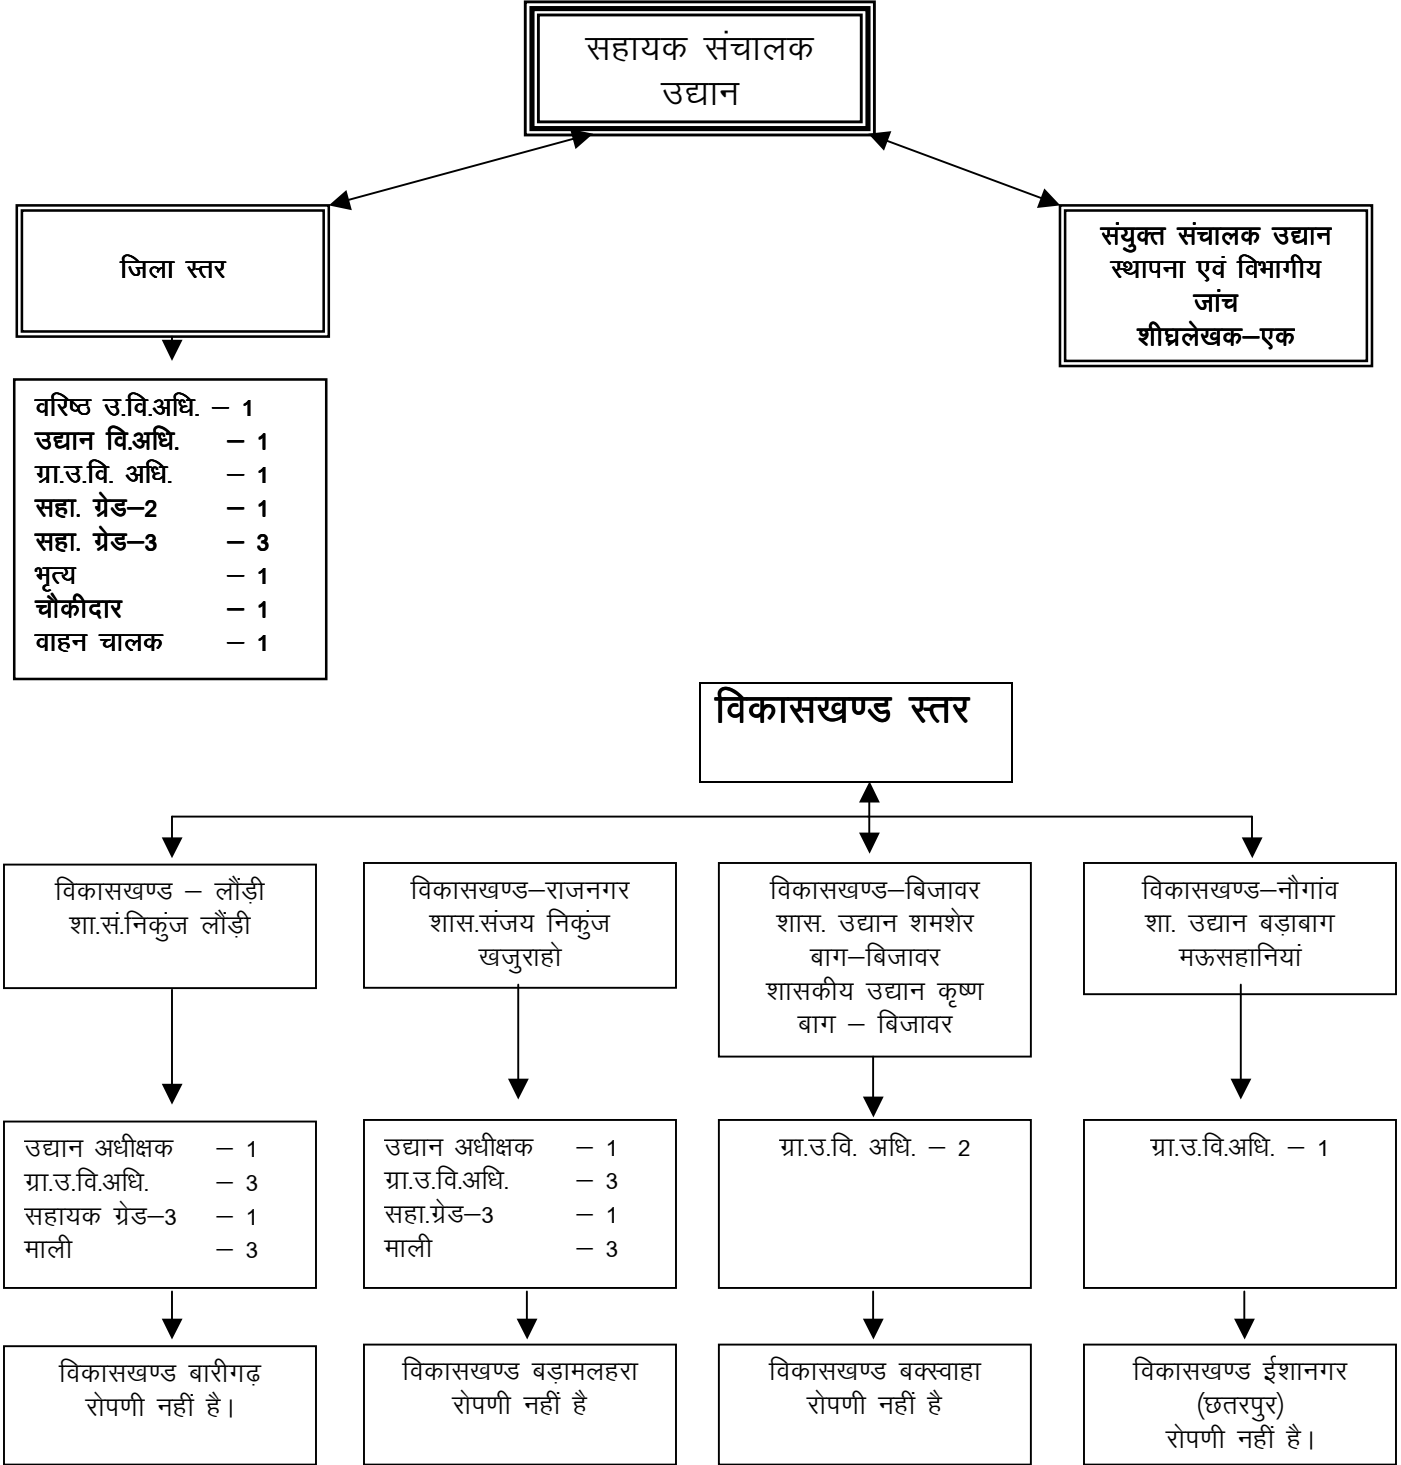 सहायक संचालक
उद्यान
जिला स्तर
संयुक्त संचालक उद्यान
स्थापना एवं विभागीय
जांच
शीघ्रलेखक–एक
वरिष्ठ उ.वि.अधि. – 1
उद्यान वि.अधि. – 1
ग्रा.उ.वि. अधि. – 1
सहा. ग्रेड–2 – 1
सहा. ग्रेड–3 – 3
भृत्य – 1
चौकीदार – 1
वाहन चालक – 1
विकासखण्ड स्तर
विकासखण्ड – लौंड़ी
शा.सं.निकुंज लौंड़ी
विकासखण्ड–राजनगर
शास.संजय निकुंज
खजुराहो
विकासखण्ड–बिजावर
शास. उद्यान शमशेर
बाग–बिजावर
शासकीय उद्यान कृष्ण
बाग – बिजावर
विकासखण्ड–नौगांव
शा. उद्यान बड़ाबाग
मऊसहानियां
उद्यान अधीक्षक – 1
ग्रा.उ.वि.अधि. – 3
सहायक ग्रेड–3 – 1
माली – 3
उद्यान अधीक्षक – 1
ग्रा.उ.वि.अधि. – 3
सहा.ग्रेड–3 – 1
माली – 3
ग्रा.उ.वि. अधि. – 2
ग्रा.उ.वि.अधि. – 1
विकासखण्ड बारीगढ़
रोपणी नहीं है।
विकासखण्ड बड़ामलहरा
रोपणी नहीं है
विकासखण्ड बक्स्वाहा
रोपणी नहीं है
विकासखण्ड ईशानगर
(छतरपुर)
रोपणी नहीं है।